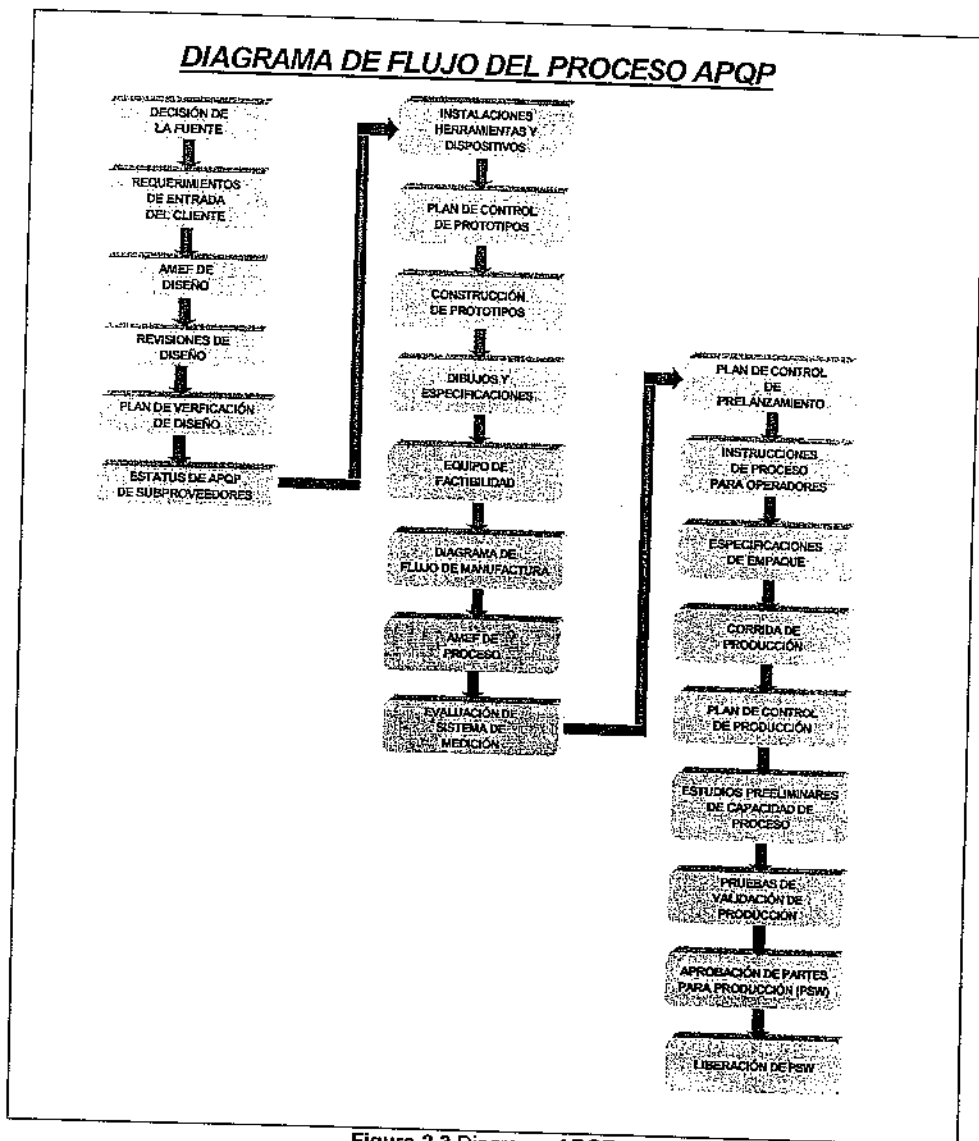 DIAGRAMA DE FLUJO DEL PROCESO APQP
DECISIÓN DE
LA FUENTE
REQUERIMIENTOS
DE ENTRADA
DEL CLIENTE
AMEF DE
DISEÑO
REVISIONES DE
DISEÑO
PLAN DE VERFICACIÓN
DE DISEÑO
ESTATUS DE APQP
DE SUBPROVEEDORES
INSTALACIONES
HERRAMIENTAS Y
DISPOSITIVOS
PLAN DE CONTROL
DE PROTOTIPOS
CONSTRUCCIÓN
DE PROTOTIPOS
DIBUJOS Y
ESPECIFICACIONES
EQUIPO DE
FACTIBILIDAD
DIAGRAMA DE
FLUJO DE MANUFACTURA
AMEF DE
PROCESO
EVALUACIÓN DE
SISTEMA DE
MEDICIÓN
PLAN DE CONTROL
DE
PRELANZAMIENTO
INSTRUCCIONES
DE PROCESO
PARA OPERADORES
ESPECIFICACIONES
DE EMPAQUE
CORRIDA DE
PRODUCCIÓN
PLAN DE CONTROL
DE PRODUCCIÓN
ESTUDIOS PREELIMINARES
DE CAPACIDAD DE
PROCESO
PRUEBAS DE
VALIDACIÓN DE
PRODUCCIÓN
APROBACIÓN DE PARTES
PARA PRODUCCIÓN (PSW)
LIBERACIÓN DE PSW
Figura 2.3